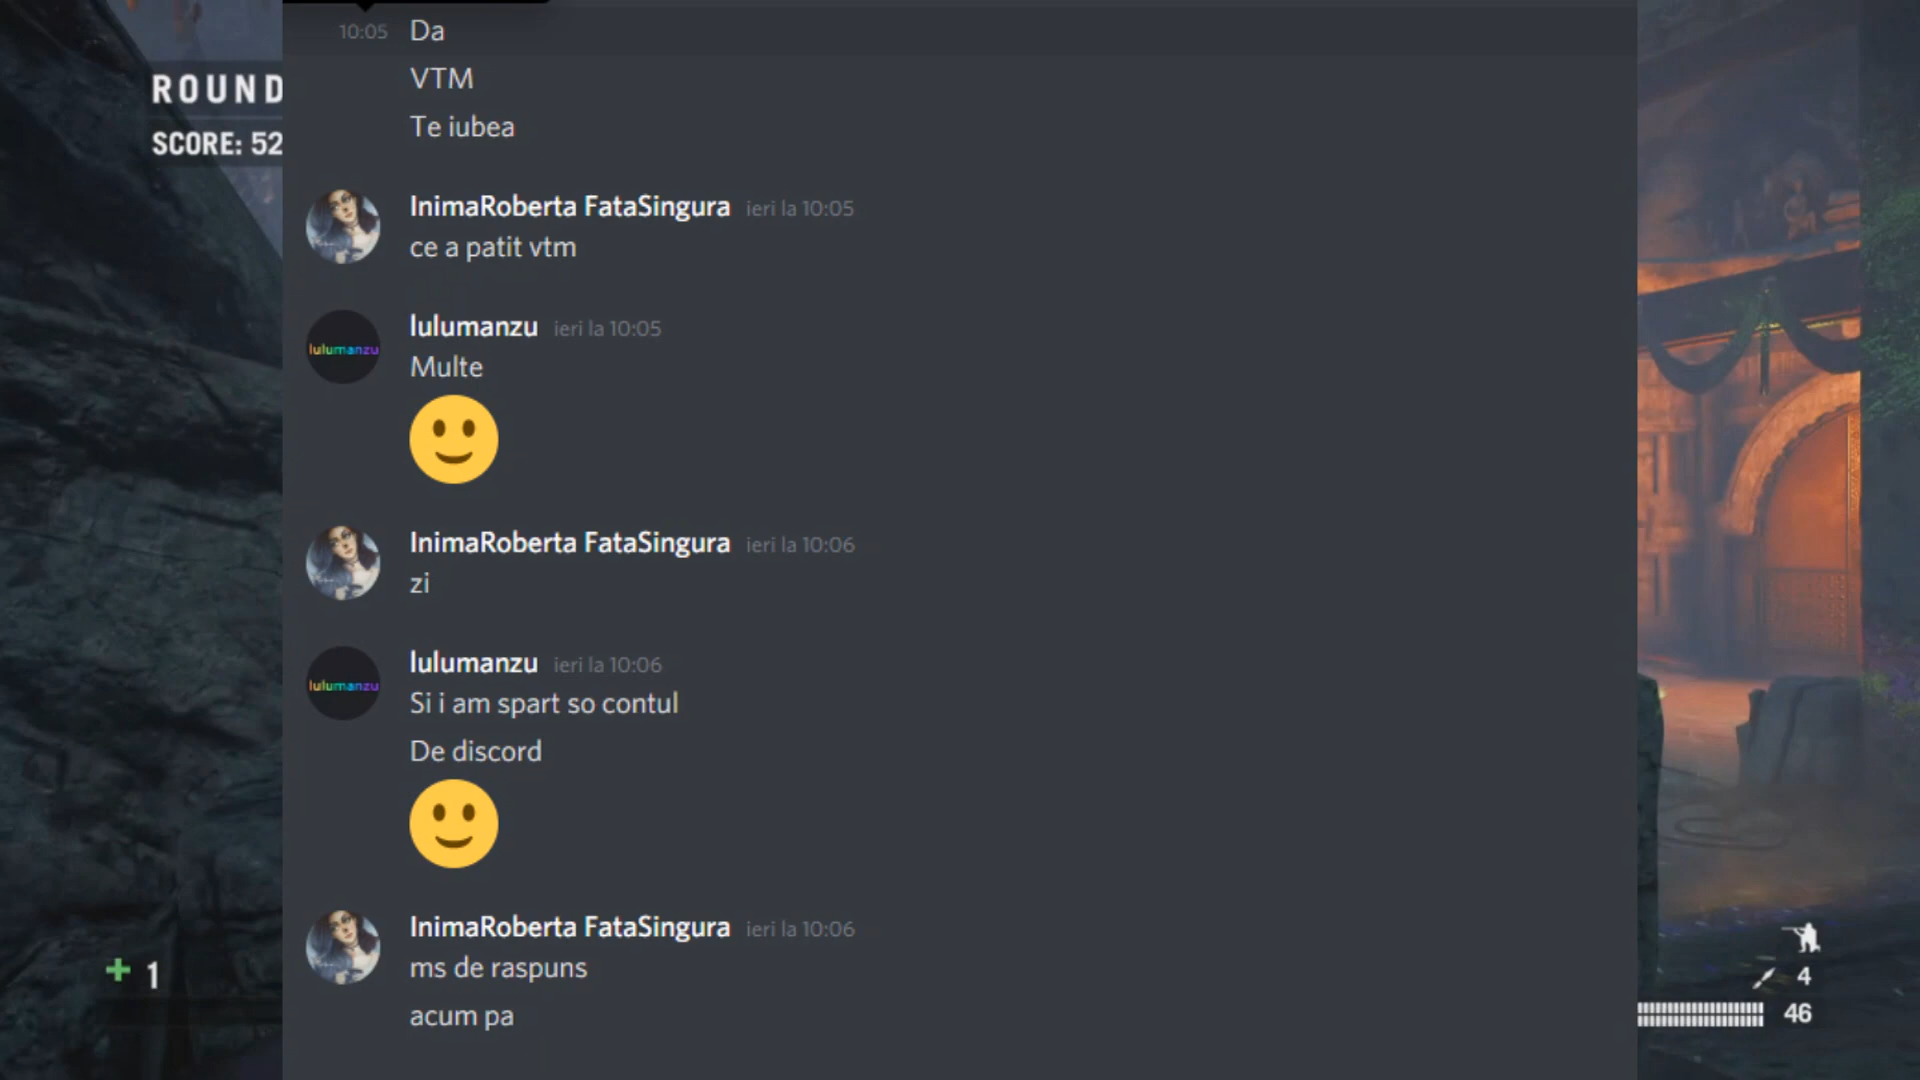 ROUND
SCORE: 52
10:05 Da
VTM
Te iubea
InimaRoberta FataSingura ieri la 10:05
ce a patit vtm
lulumanzu
lulumanzu ieri la 10:05
Multe
InimaRoberta FataSingura ieri la 10:06
zi
lulumanzu
lulumanzu ieri la 10:06
Si i am spart so contul
De discord
InimaRoberta FataSingura ieri la 10:06
ms de raspuns
acum pa
1
4
46